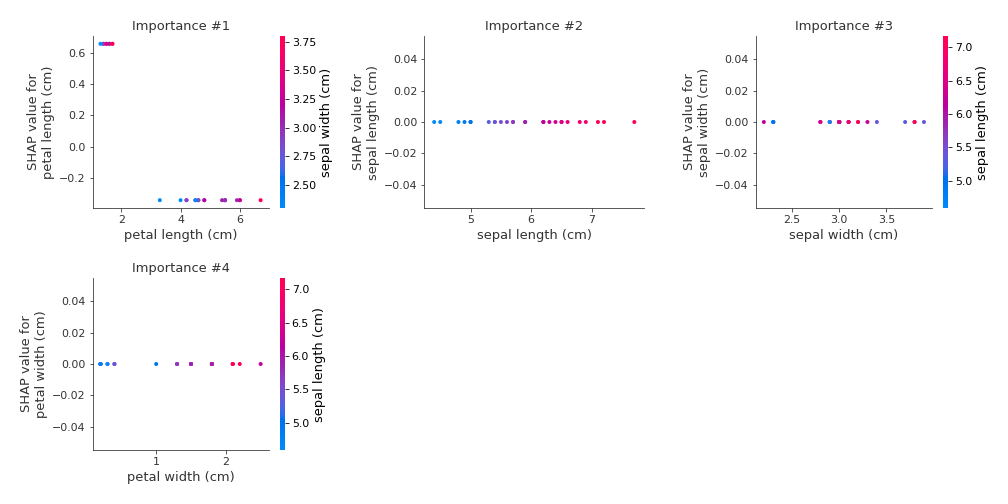 Importance #1
SHAP value for
petal length (cm)
0.6
0.4
0.2
0.0
−0.2
2
4
6
petal length (cm)
3.75
3.50
3.25
3.00
2.75
2.50
sepal width (cm)
Importance #2
SHAP value for
sepal length (cm)
0.04
0.02
0.00
−0.02
−0.04
5
6
7
sepal length (cm)
Importance #3
SHAP value for
sepal width (cm)
0.04
0.02
0.00
−0.02
−0.04
2.5
3.0
3.5
sepal width (cm)
7.0
6.5
6.0
5.5
5.0
sepal length (cm)
Importance #4
SHAP value for
petal width (cm)
0.04
0.02
0.00
−0.02
−0.04
1
2
petal width (cm)
7.0
6.5
6.0
5.5
5.0
sepal length (cm)